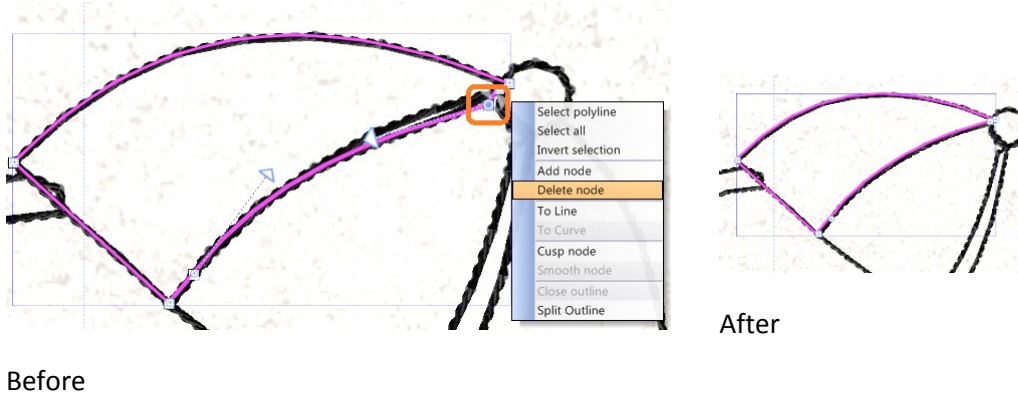 Select polyline
Select all
Invert selection
Add node
Delete node
To Line
To Curve
Cusp node
Smooth node
Close outline
Split Outline
After
Before